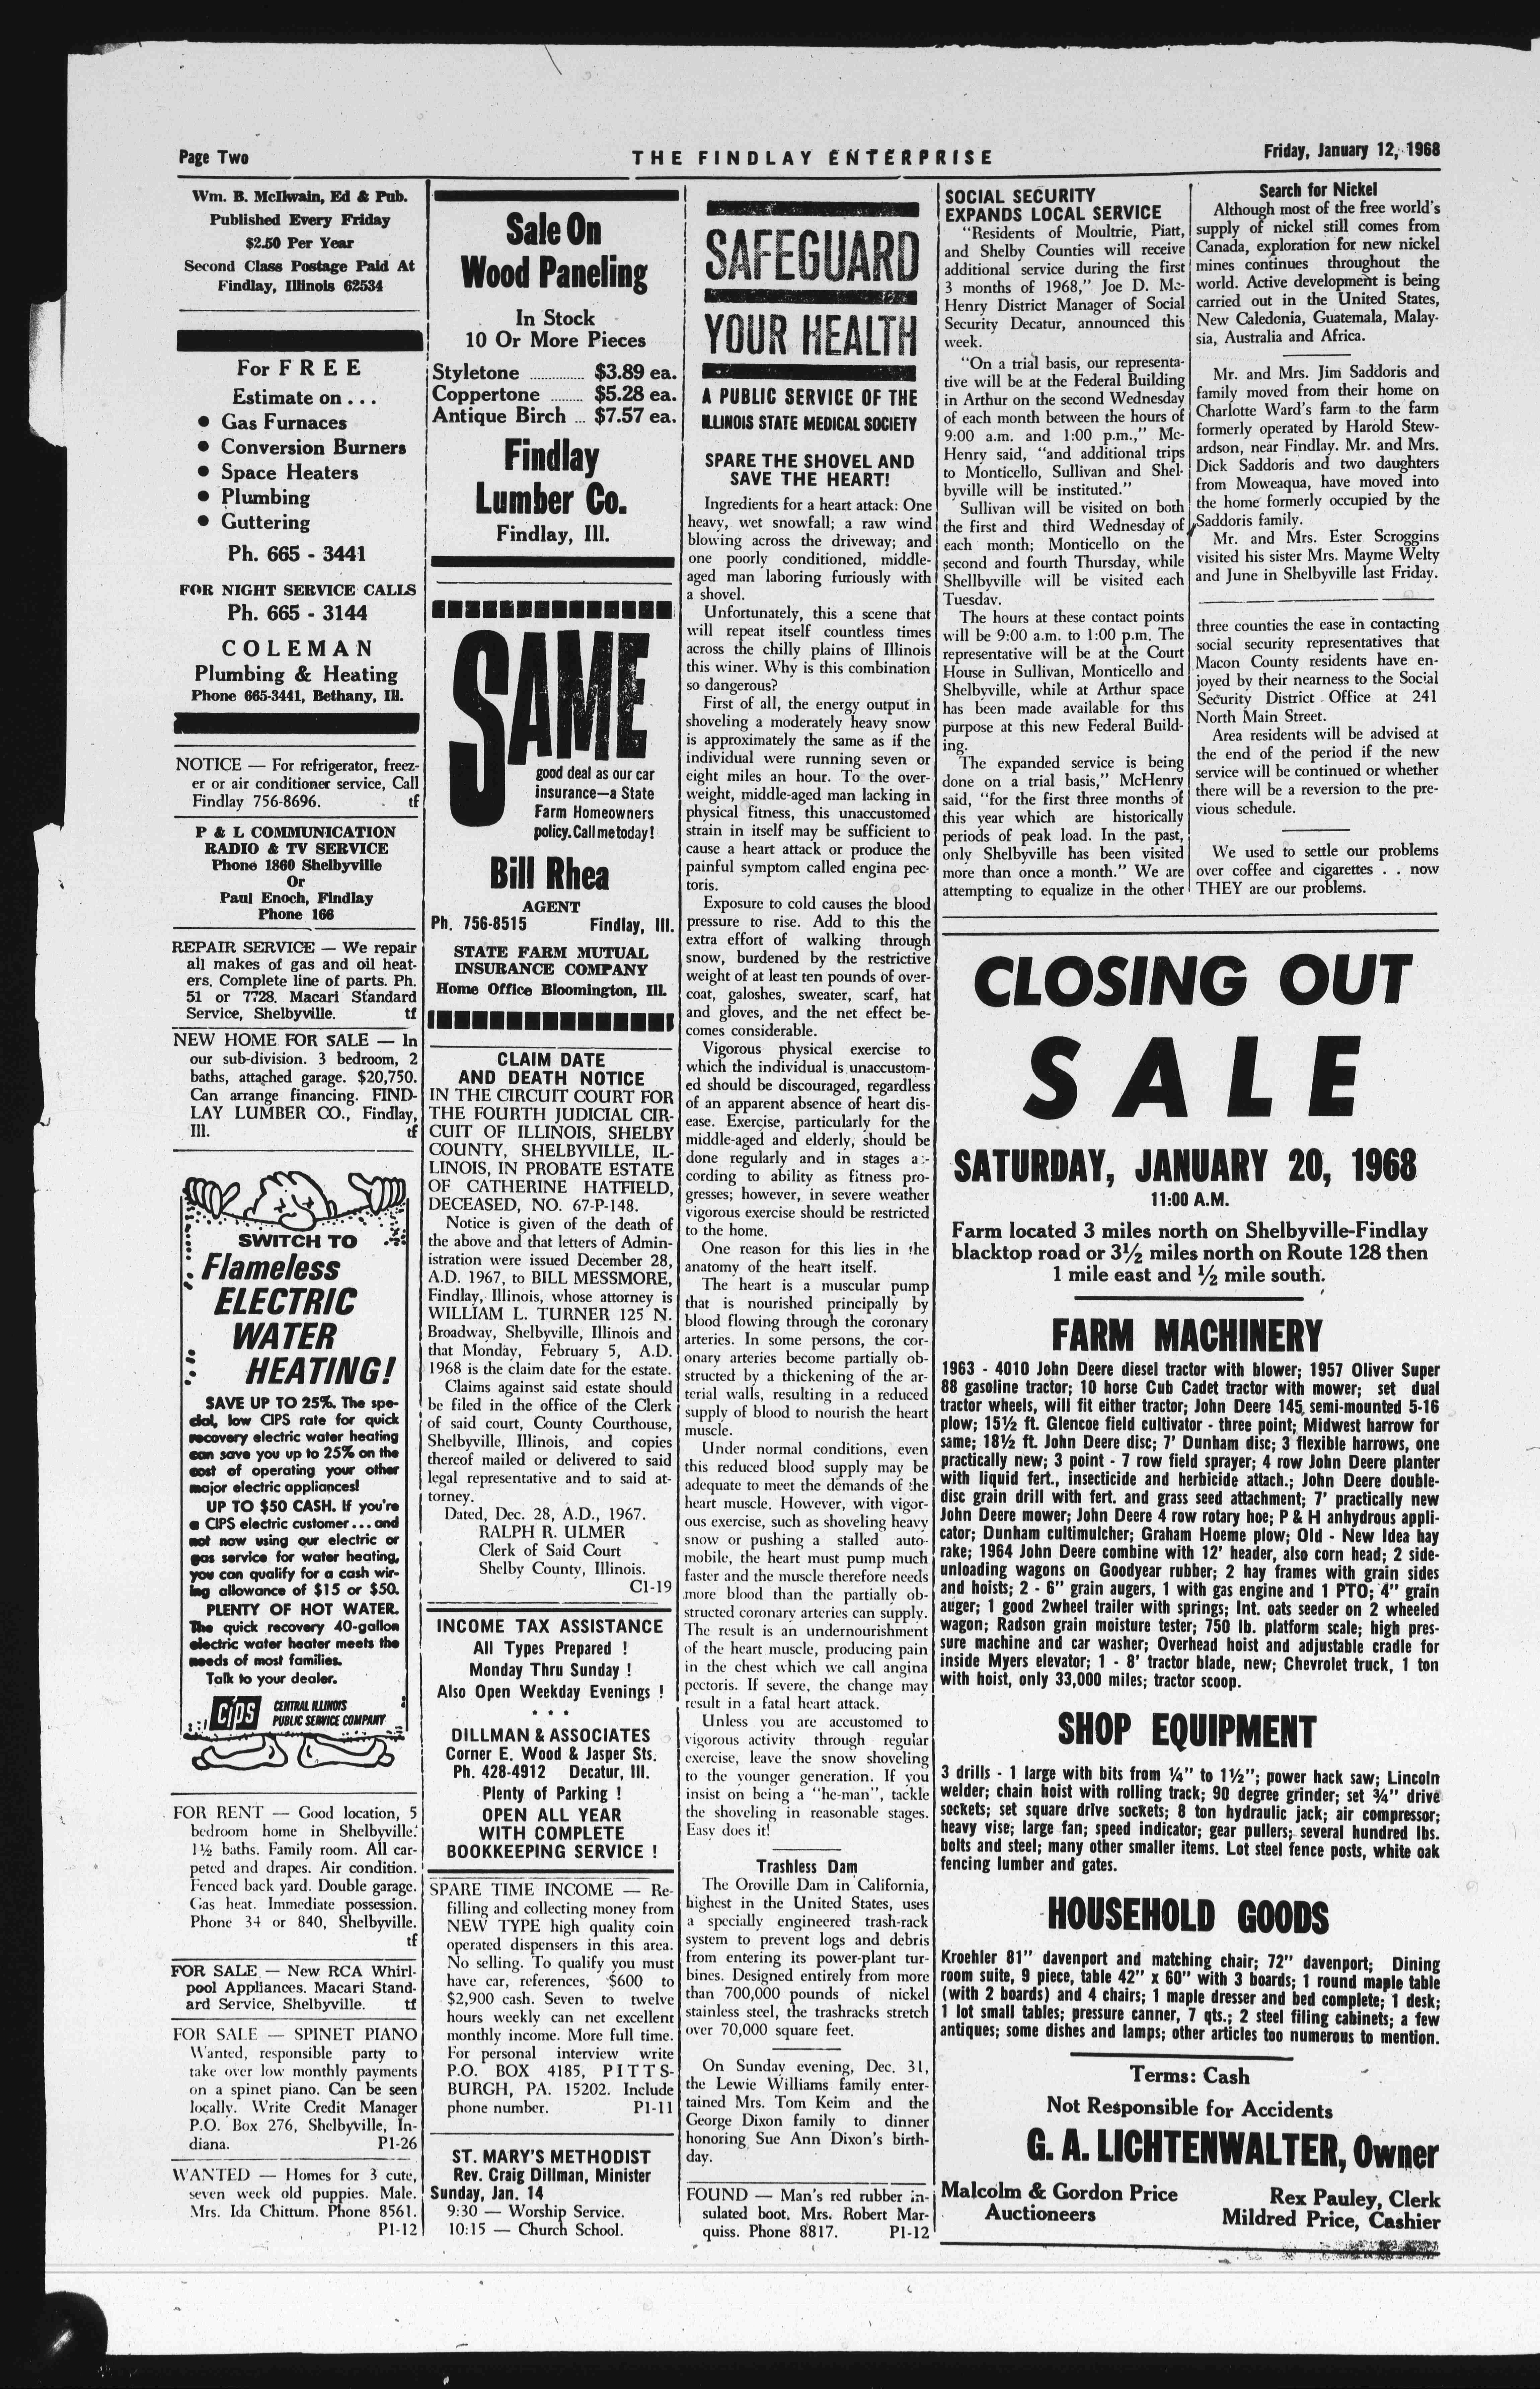 Page Two
THE FINDLAY ENTERPRISE
Friday, January 12, 1968
Wm. B. McIlwain, Ed & Pub.
Published Every Friday
$2.50 Per Year
Second Class Postage Paid At
Findlay, Illinois 62534
For FREE
Estimate on . . .
● Gas Furnaces
● Conversion Burners
● Space Heaters
● Plumbing
● Guttering
Ph. 665 - 3441
FOR NIGHT SERVICE CALLS
Ph. 665 - 3144
COLEMAN
Plumbing & Heating
Phone 665-3441, Bethany, Ill.
NOTICE — For refrigerator, freez-
er or air conditioner service, Call
Findlay 756-8696. tf
P & L COMMUNICATION
RADIO & TV SERVICE
Phone 1860 Shelbyville
Or
Paul Enoch, Findlay
Phone 166
REPAIR SERVICE — We repair
all makes of gas and oil heat-
ers. Complete line of parts. Ph.
51 or 7728. Macari Standard
Service, Shelbyville. tf
NEW HOME FOR SALE — In
our sub-division. 3 bedroom, 2
baths, attached garage. $20,750.
Can arrange financing. FIND-
LAY LUMBER CO., Findlay,
Ill. tf
SWITCH TO
Flameless
ELECTRIC
WATER
HEATING!
SAVE UP TO 25%. The spe-
cial, low CIPS rate for quick
recovery electric water heating
can save you up to 25% on the
cost of operating your other
major electric appliances!
UP TO $50 CASH. If you're
a CIPS electric customer...and
not now using our electric or
gas service for water heating,
you can qualify for a cash wir-
ing allowance of $15 or $50.
PLENTY OF HOT WATER.
The quick recovery 40-gallon
electric water heater meets the
needs of most families.
Talk to your dealer.
CIPS
CENTRAL ILLINOIS
PUBLIC SERVICE COMPANY
FOR RENT — Good location, 5
bedroom home in Shelbyville.
1½ baths. Family room. All car-
peted and drapes. Air condition.
Fenced back yard. Double garage.
Gas heat. Immediate possession.
Phone 34 or 840, Shelbyville.
tf
FOR SALE — New RCA Whirl-
pool Appliances. Macari Stand-
ard Service, Shelbyville. tf
FOR SALE — SPINET PIANO
Wanted, responsible party to
take over low monthly payments
on a spinet piano. Can be seen
locally. Write Credit Manager
P.O. Box 276, Shelbyville, In-
diana. P1-26
WANTED — Homes for 3 cute,
seven week old puppies. Male.
Mrs. Ida Chittum. Phone 8561.
P1-12
Sale On
Wood Paneling
In Stock
10 Or More Pieces
Styletone .............. $3.89 ea.
Coppertone ......... $5.28 ea.
Antique Birch ... $7.57 ea.
Findlay
Lumber Co.
Findlay, Ill.
SAME
good deal as our car
insurance—a State
Farm Homeowners
policy. Call me today!
Bill Rhea
AGENT
Ph. 756-8515 Findlay, Ill.
STATE FARM MUTUAL
INSURANCE COMPANY
Home Office Bloomington, Ill.
CLAIM DATE
AND DEATH NOTICE
IN THE CIRCUIT COURT FOR
THE FOURTH JUDICIAL CIR-
CUIT OF ILLINOIS, SHELBY
COUNTY, SHELBYVILLE, IL-
LINOIS, IN PROBATE ESTATE
OF CATHERINE HATFIELD,
DECEASED, NO. 67-P-148.
Notice is given of the death of
the above and that letters of Admin-
istration were issued December 28,
A.D. 1967, to BILL MESSMORE,
Findlay, Illinois, whose attorney is
WILLIAM L. TURNER 125 N.
Broadway, Shelbyville, Illinois and
that Monday, February 5, A.D.
1968 is the claim date for the estate.
Claims against said estate should
be filed in the office of the Clerk
of said court, County Courthouse,
Shelbyville, Illinois, and copies
thereof mailed or delivered to said
legal representative and to said at-
torney.
Dated, Dec. 28, A.D., 1967.
RALPH R. ULMER
Clerk of Said Court
Shelby County, Illinois.
C1-19
INCOME TAX ASSISTANCE
All Types Prepared !
Monday Thru Sunday !
Also Open Weekday Evenings !
* * *
DILLMAN & ASSOCIATES
Corner E. Wood & Jasper Sts.
Ph. 428-4912 Decatur, Ill.
Plenty of Parking !
OPEN ALL YEAR
WITH COMPLETE
BOOKKEEPING SERVICE !
SPARE TIME INCOME — Re-
filling and collecting money from
NEW TYPE high quality coin
operated dispensers in this area.
No selling. To qualify you must
have car, references, $600 to
$2,900 cash. Seven to twelve
hours weekly can net excellent
monthly income. More full time.
For personal interview write
P.O. BOX 4185, PITTS-
BURGH, PA. 15202. Include
phone number. P1-11
ST. MARY'S METHODIST
Rev. Craig Dillman, Minister
Sunday, Jan. 14
9:30 — Worship Service.
10:15 — Church School.
SAFEGUARD
YOUR HEALTH
A PUBLIC SERVICE OF THE
ILLINOIS STATE MEDICAL SOCIETY
SPARE THE SHOVEL AND
SAVE THE HEART!
Ingredients for a heart attack: One
heavy, wet snowfall; a raw wind
blowing across the driveway; and
one poorly conditioned, middle-
aged man laboring furiously with
a shovel.
Unfortunately, this a scene that
will repeat itself countless times
across the chilly plains of Illinois
this winer. Why is this combination
so dangerous?
First of all, the energy output in
shoveling a moderately heavy snow
is approximately the same as if the
individual were running seven or
eight miles an hour. To the over-
weight, middle-aged man lacking in
physical fitness, this unaccustomed
strain in itself may be sufficient to
cause a heart attack or produce the
painful symptom called engina pec-
toris.
Exposure to cold causes the blood
pressure to rise. Add to this the
extra effort of walking through
snow, burdened by the restrictive
weight of at least ten pounds of over-
coat, galoshes, sweater, scarf, hat
and gloves, and the net effect be-
comes considerable.
Vigorous physical exercise to
which the individual is unaccustom-
ed should be discouraged, regardless
of an apparent absence of heart dis-
ease. Exercise, particularly for the
middle-aged and elderly, should be
done regularly and in stages ac-
cording to ability as fitness pro-
gresses; however, in severe weather
vigorous exercise should be restricted
to the home.
One reason for this lies in the
anatomy of the heart itself.
The heart is a muscular pump
that is nourished principally by
blood flowing through the coronary
arteries. In some persons, the cor-
onary arteries become partially ob-
structed by a thickening of the ar-
terial walls, resulting in a reduced
supply of blood to nourish the heart
muscle.
Under normal conditions, even
this reduced blood supply may be
adequate to meet the demands of the
heart muscle. However, with vigor-
ous exercise, such as shoveling heavy
snow or pushing a stalled auto-
mobile, the heart must pump much
faster and the muscle therefore needs
more blood than the partially ob-
structed coronary arteries can supply.
The result is an undernourishment
of the heart muscle, producing pain
in the chest which we call angina
pectoris. If severe, the change may
result in a fatal heart attack.
Unless you are accustomed to
vigorous activity through regular
exercise, leave the snow shoveling
to the younger generation. If you
insist on being a "he-man", tackle
the shoveling in reasonable stages.
Easy does it!
Trashless Dam
The Oroville Dam in California,
highest in the United States, uses
a specially engineered trash-rack
system to prevent logs and debris
from entering its power-plant tur-
bines. Designed entirely from more
than 700,000 pounds of nickel
stainless steel, the trashracks stretch
over 70,000 square feet.
On Sunday evening, Dec. 31,
the Lewie Williams family enter-
tained Mrs. Tom Keim and the
George Dixon family to dinner
honoring Sue Ann Dixon's birth-
day.
FOUND — Man's red rubber in-
sulated boot. Mrs. Robert Mar-
quiss. Phone 8817. P1-12
SOCIAL SECURITY
EXPANDS LOCAL SERVICE
"Residents of Moultrie, Piatt,
and Shelby Counties will receive
additional service during the first
3 months of 1968," Joe D. Mc-
Henry District Manager of Social
Security Decatur, announced this
week.
"On a trial basis, our representa-
tive will be at the Federal Building
in Arthur on the second Wednesday
of each month between the hours of
9:00 a.m. and 1:00 p.m.," Mc-
Henry said, "and additional trips
to Monticello, Sullivan and Shel-
byville will be instituted."
Sullivan will be visited on both
the first and third Wednesday of
each month; Monticello on the
second and fourth Thursday, while
Shellbyville will be visited each
Tuesday.
The hours at these contact points
will be 9:00 a.m. to 1:00 p.m. The
representative will be at the Court
House in Sullivan, Monticello and
Shelbyville, while at Arthur space
has been made available for this
purpose at this new Federal Build-
ing.
The expanded service is being
done on a trial basis," McHenry
said, "for the first three months of
this year which are historically
periods of peak load. In the past,
only Shelbyville has been visited
more than once a month." We are
attempting to equalize in the other
Search for Nickel
Although most of the free world's
supply of nickel still comes from
Canada, exploration for new nickel
mines continues throughout the
world. Active development is being
carried out in the United States,
New Caledonia, Guatemala, Malay-
sia, Australia and Africa.
Mr. and Mrs. Jim Saddoris and
family moved from their home on
Charlotte Ward's farm to the farm
formerly operated by Harold Stew-
ardson, near Findlay. Mr. and Mrs.
Dick Saddoris and two daughters
from Moweaqua, have moved into
the home formerly occupied by the
Saddoris family.
Mr. and Mrs. Ester Scroggins
visited his sister Mrs. Mayme Welty
and June in Shelbyville last Friday.
three counties the ease in contacting
social security representatives that
Macon County residents have en-
joyed by their nearness to the Social
Security District Office at 241
North Main Street.
Area residents will be advised at
the end of the period if the new
service will be continued or whether
there will be a reversion to the pre-
vious schedule.
We used to settle our problems
over coffee and cigarettes . . now
THEY are our problems.
CLOSING OUT
SALE
SATURDAY, JANUARY 20, 1968
11:00 A.M.
Farm located 3 miles north on Shelbyville-Findlay
blacktop road or 3½ miles north on Route 128 then
1 mile east and ½ mile south.
FARM MACHINERY
1963 - 4010 John Deere diesel tractor with blower; 1957 Oliver Super
88 gasoline tractor; 10 horse Cub Cadet tractor with mower; set dual
tractor wheels, will fit either tractor; John Deere 145 semi-mounted 5-16
plow; 15½ ft. Glencoe field cultivator - three point; Midwest harrow for
same; 18½ ft. John Deere disc; 7' Dunham disc; 3 flexible harrows, one
practically new; 3 point - 7 row field sprayer; 4 row John Deere planter
with liquid fert., insecticide and herbicide attach.; John Deere double-
disc grain drill with fert. and grass seed attachment; 7' practically new
John Deere mower; John Deere 4 row rotary hoe; P & H anhydrous appli-
cator; Dunham cultimulcher; Graham Hoeme plow; Old - New Idea hay
rake; 1964 John Deere combine with 12' header, also corn head; 2 side-
unloading wagons on Goodyear rubber; 2 hay frames with grain sides
and hoists; 2 - 6" grain augers, 1 with gas engine and 1 PTO; 4" grain
auger; 1 good 2wheel trailer with springs; Int. oats seeder on 2 wheeled
wagon; Radson grain moisture tester; 750 lb. platform scale; high pres-
sure machine and car washer; Overhead hoist and adjustable cradle for
inside Myers elevator; 1 - 8' tractor blade, new; Chevrolet truck, 1 ton
with hoist, only 33,000 miles; tractor scoop.
SHOP EQUIPMENT
3 drills - 1 large with bits from ¼" to 1½"; power hack saw; Lincoln
welder; chain hoist with rolling track; 90 degree grinder; set ¾" drive
sockets; set square drive sockets; 8 ton hydraulic jack; air compressor;
heavy vise; large fan; speed indicator; gear pullers; several hundred lbs.
bolts and steel; many other smaller items. Lot steel fence posts, white oak
fencing lumber and gates.
HOUSEHOLD GOODS
Kroehler 81" davenport and matching chair; 72" davenport; Dining
room suite, 9 piece, table 42" x 60" with 3 boards; 1 round maple table
(with 2 boards) and 4 chairs; 1 maple dresser and bed complete; 1 desk;
1 lot small tables; pressure canner, 7 qts.; 2 steel filing cabinets; a few
antiques; some dishes and lamps; other articles too numerous to mention.
Terms: Cash
Not Responsible for Accidents
G. A. LICHTENWALTER, Owner
Malcolm & Gordon Price
Auctioneers
Rex Pauley, Clerk
Mildred Price, Cashier